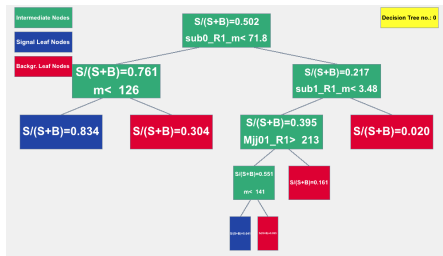 Intermediate Nodes
Decision Tree no.: 0
S/(S+B)=0.502
sub0_R1_m< 71.8
Signal Leaf Nodes
Backgr. Leaf Nodes
S/(S+B)=0.761
m< 126
S/(S+B)=0.217
sub1_R1_m< 3.48
S/(S+B)=0.834
S/(S+B)=0.304
S/(S+B)=0.395
Mjj01_R1> 213
S/(S+B)=0.020
S/(S+B)=0.551
m< 141
S/(S+B)=0.161